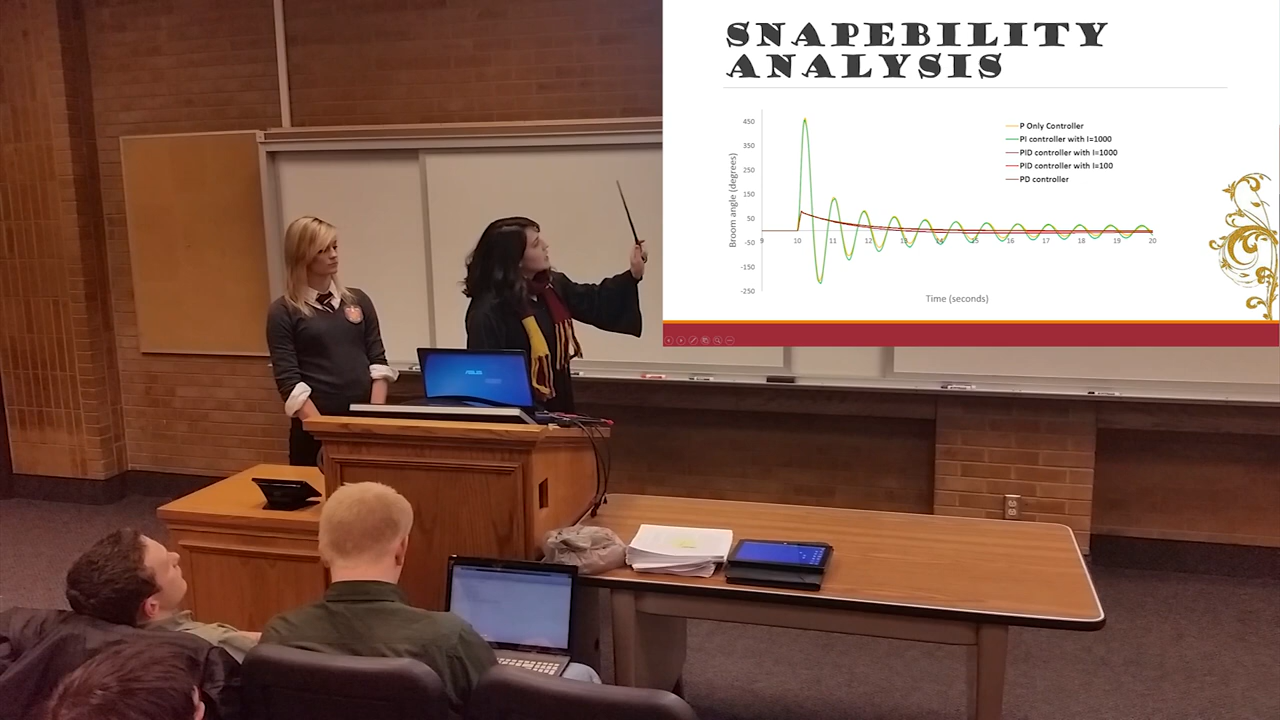 SNAPEBILITY
ANALYSIS
450
350
250
150
50
-50
-150
-250
Broom angle (degrees)
9 10 11 12 13 14 15 16 17 18 19 20
Time (seconds)
P Only Controller
PI controller with I=1000
PID controller with I=1000
PID controller with I=100
PD controller
ASUS